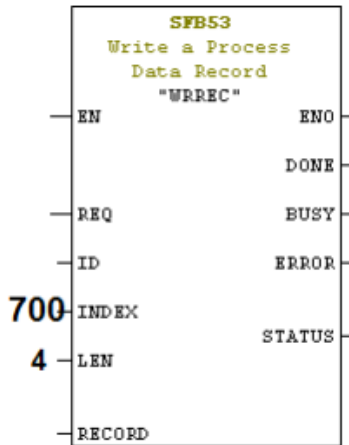 SFB53
Write a Process
Data Record
"WRREC"
EN ENO
DONE
REQ BUSY
ID ERROR
700 INDEX
STATUS
4 LEN
RECORD